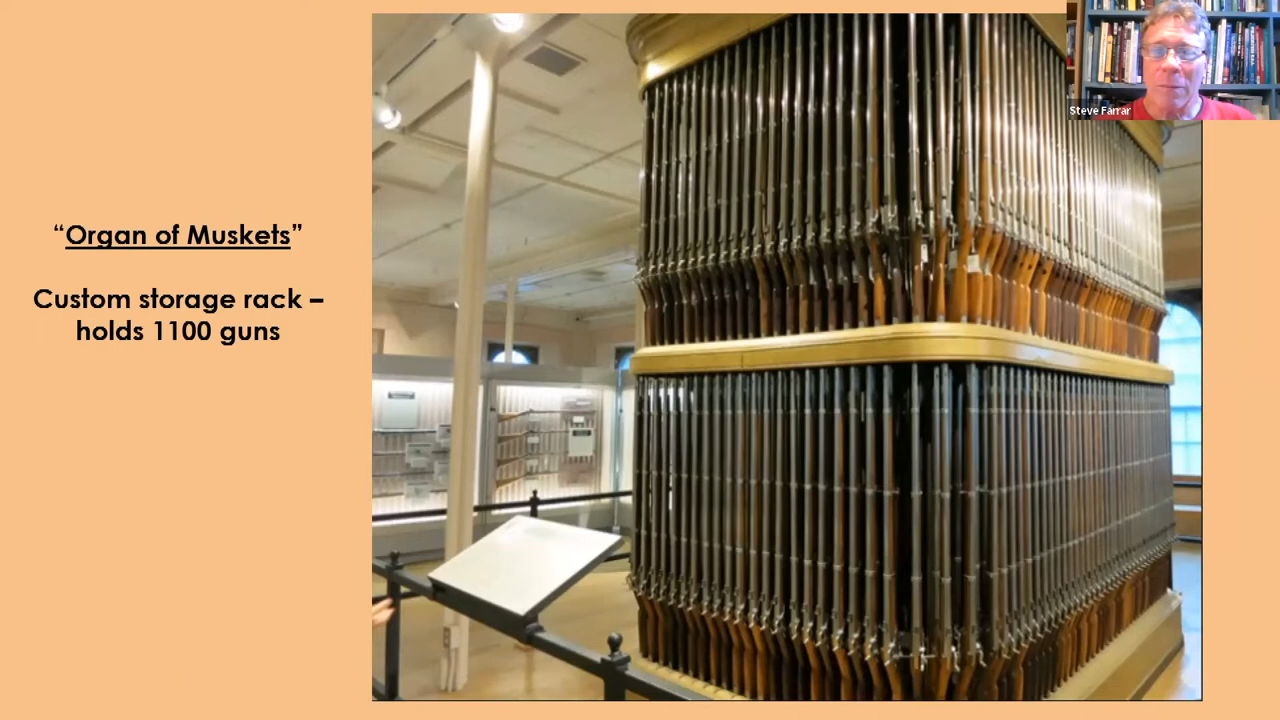 “Organ of Muskets”
Custom storage rack –
holds 1100 guns
Steve Farrar